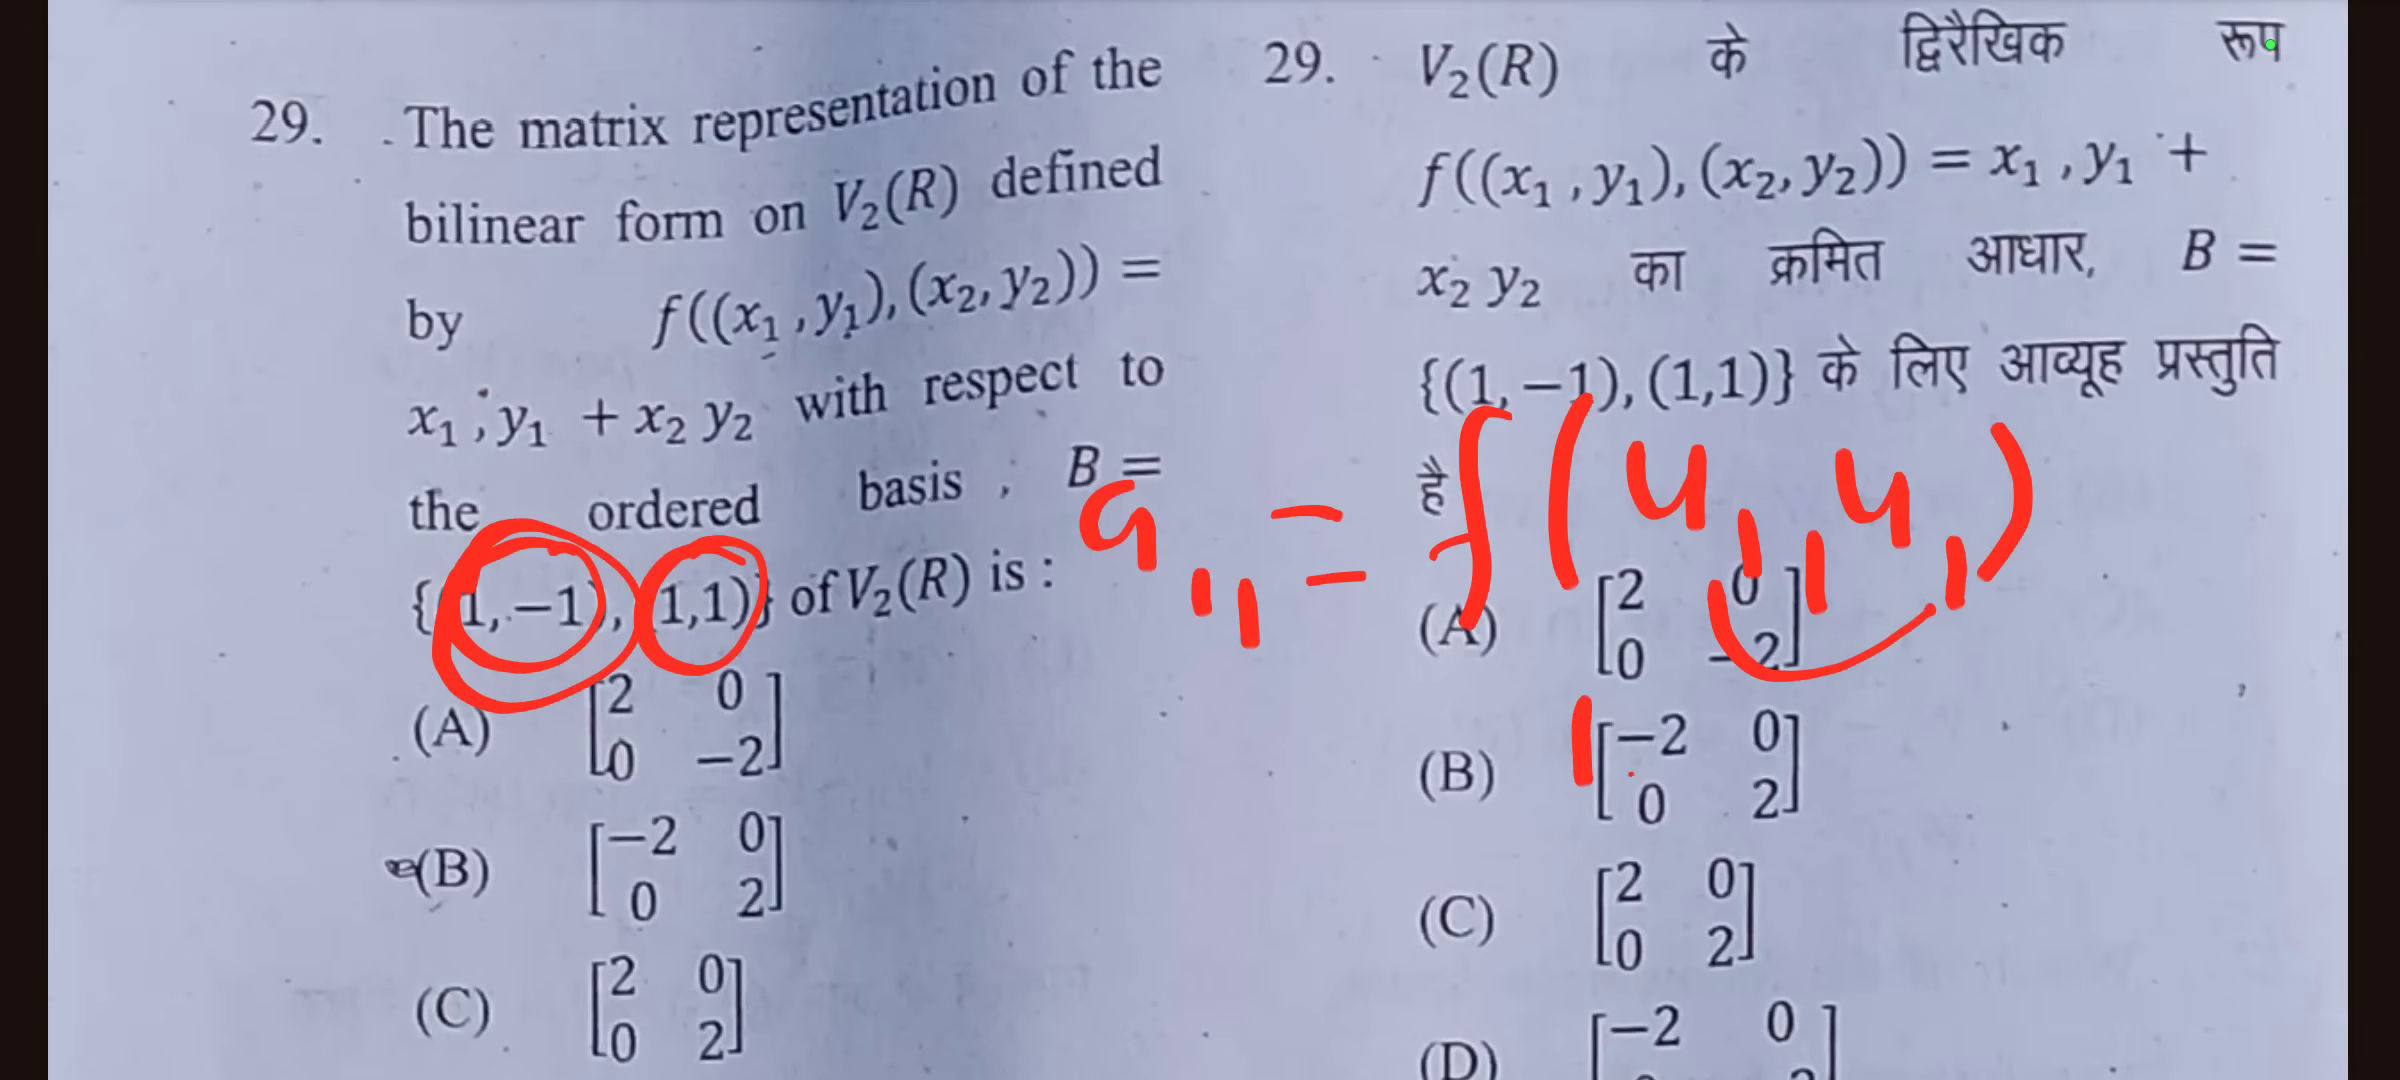 29. The matrix representation of the
bilinear form on V₂(R) defined
by f((x₁ ,y₁), (x₂, y₂)) =
x₁ , y₁ + x₂ y₂ with respect to
the ordered basis , B =
{(1, −1), (1,1)} of V₂(R) is :
(A) [2 0
0 −2]
(B) [−2 0
0 2]
(C) [2 0
0 2]
29. V₂(R) के द्विरैखिक रूप
f((x₁ ,y₁), (x₂, y₂)) = x₁ ,y₁ +
x₂ y₂ का क्रमित आधार, B =
{(1, −1), (1,1)} के लिए आव्यूह प्रस्तुति
है
(A) [2 0
0 −2]
(B) [−2 0
0 2]
(C) [2 0
0 2]
(D) [−2 0
a₁₁ = f(u₁, u₁)